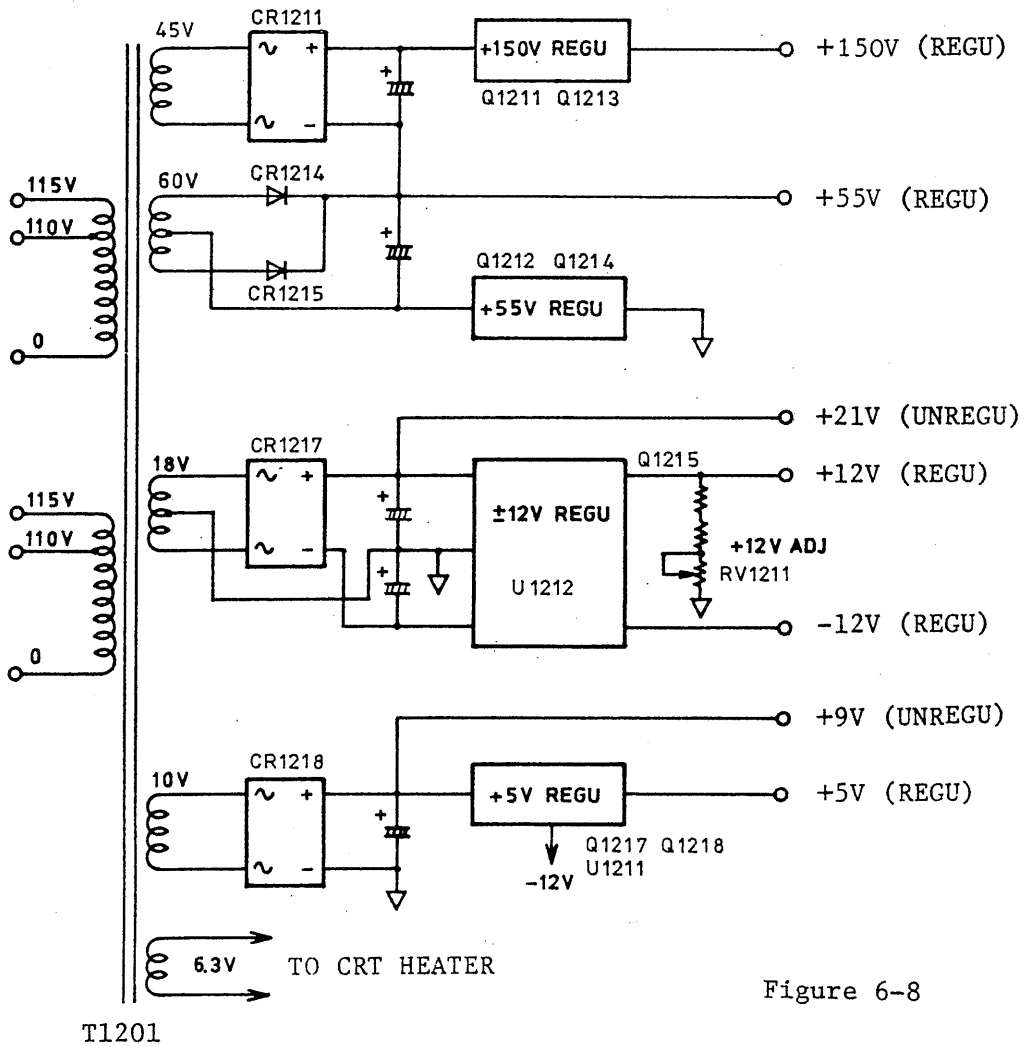 45V
CR1211
~
+
+
+150V REGU
+150V (REGU)
~
−
Q1211 Q1213
60V
CR1214
+55V (REGU)
115V
110V
+
CR1215
Q1212 Q1214
+55V REGU
0
+21V (UNREGU)
18V
CR1217
~
+
+
±12V REGU
Q1215
+12V (REGU)
115V
110V
~
−
+
U1212
+12V ADJ
RV1211
-12V (REGU)
0
+9V (UNREGU)
10V
CR1218
~
+
+
+5V REGU
+5V (REGU)
~
−
-12V
Q1217 Q1218
U1211
6.3V
TO CRT HEATER
Figure 6-8
T1201